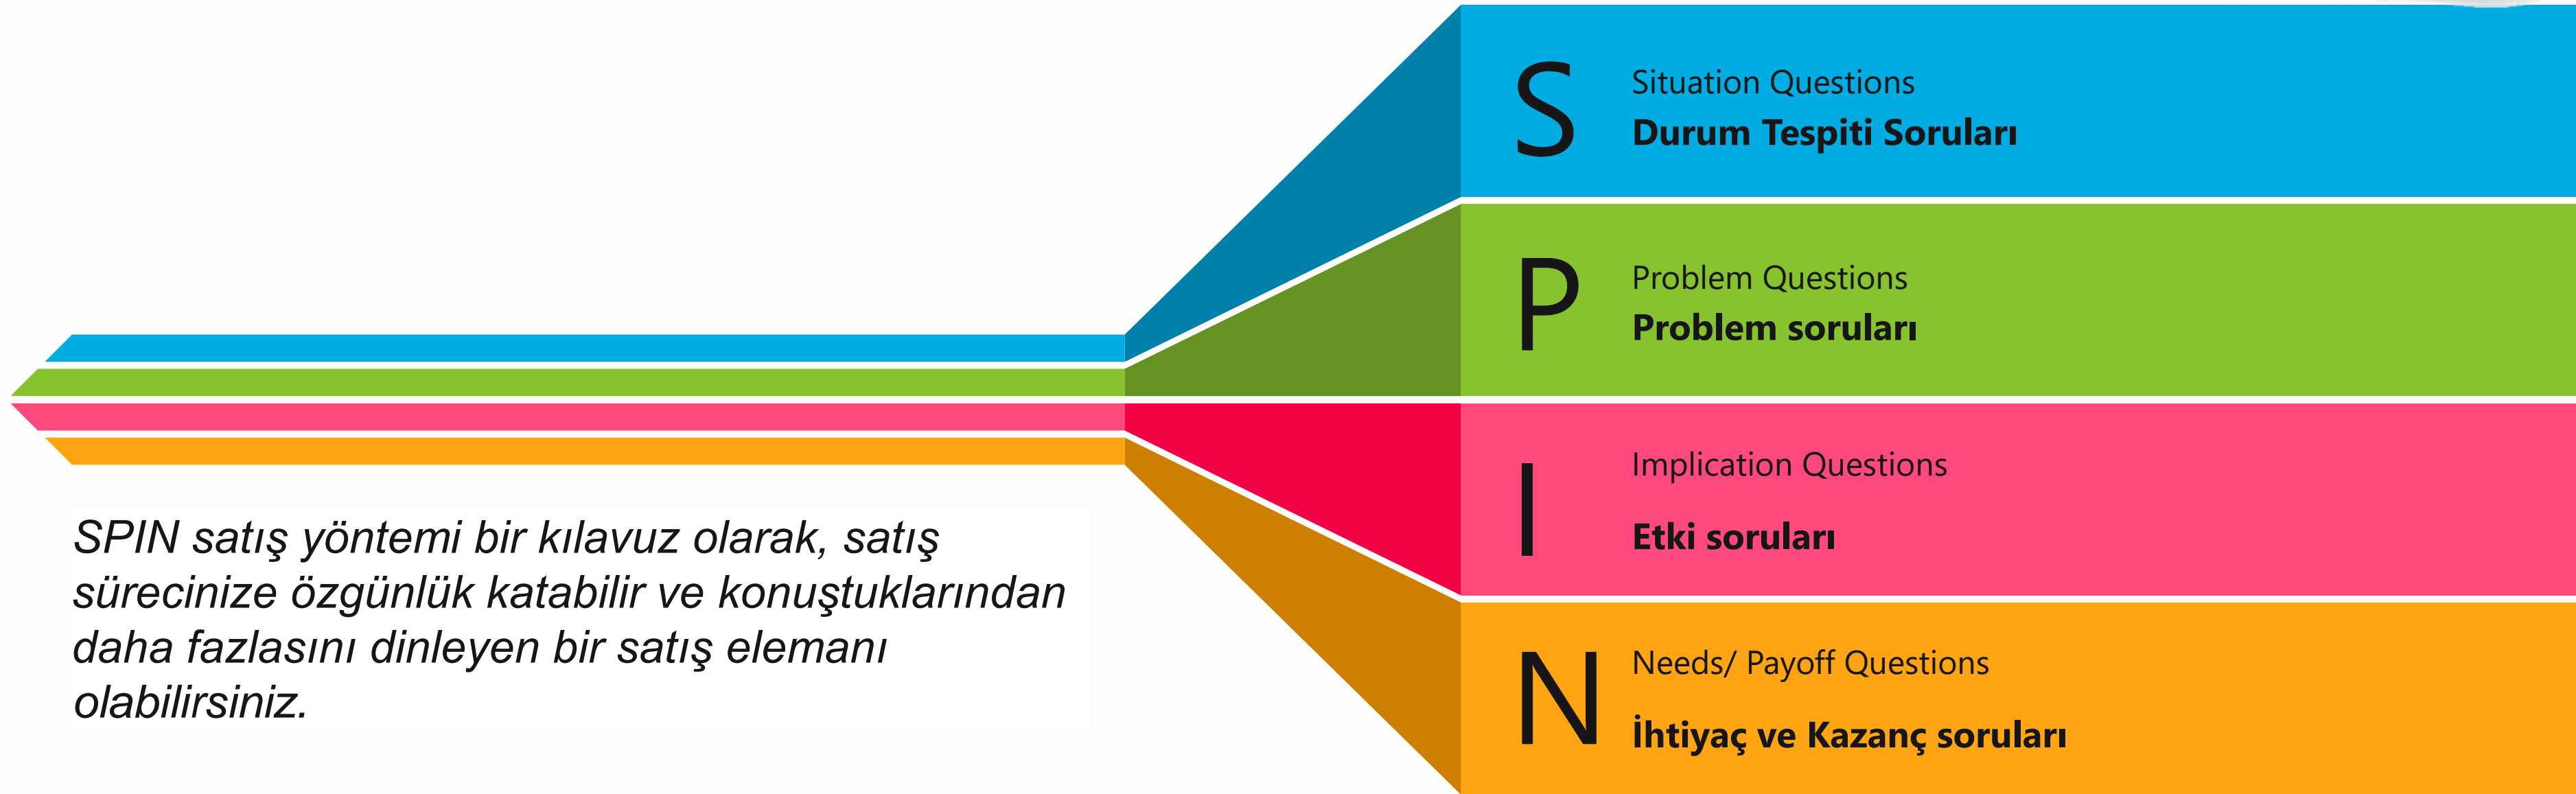 S
Situation Questions
Durum Tespiti Soruları
P
Problem Questions
Problem soruları
I
Implication Questions
Etki soruları
N
Needs/ Payoff Questions
İhtiyaç ve Kazanç soruları
SPIN satış yöntemi bir kılavuz olarak, satış
sürecinize özgünlük katabilir ve konuştuklarından
daha fazlasını dinleyen bir satış elemanı
olabilirsiniz.